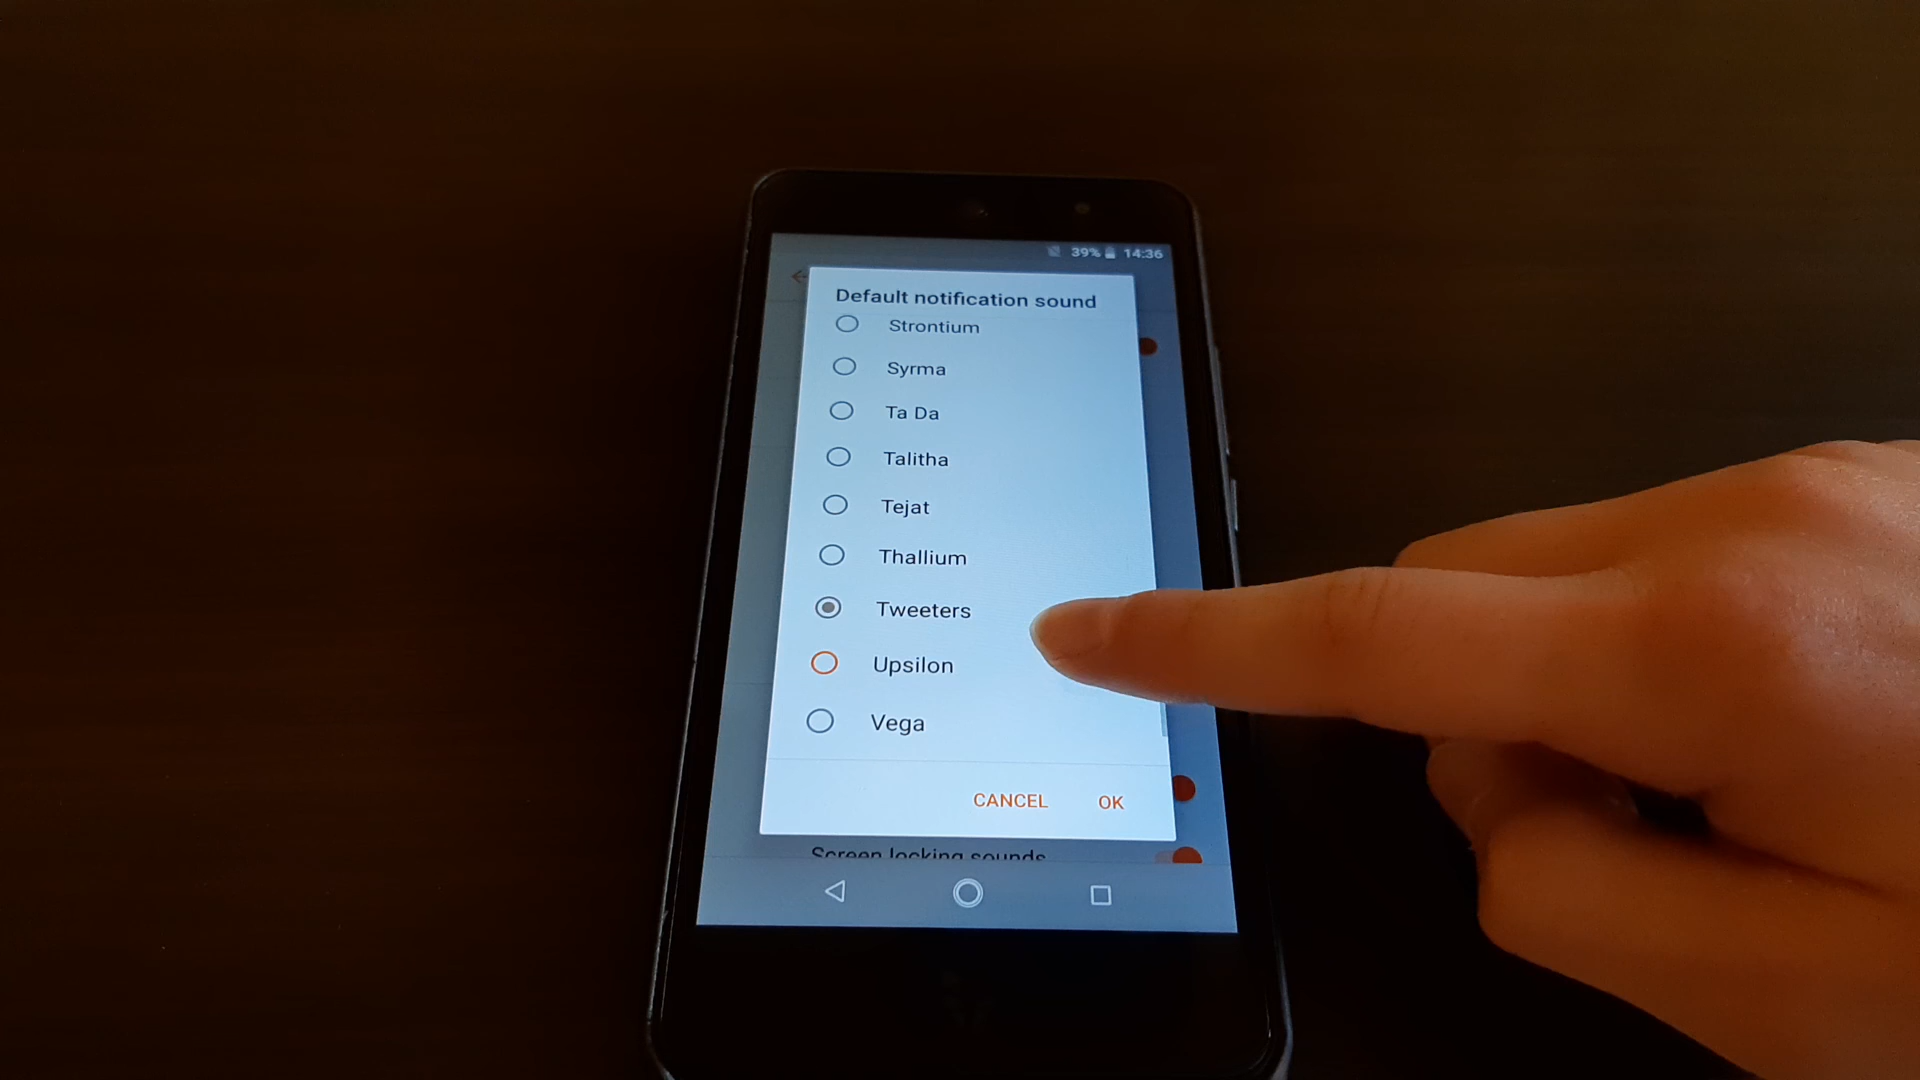 39% 14:36
Default notification sound
Strontium
Syrma
Ta Da
Talitha
Tejat
Thallium
Tweeters
Upsilon
Vega
CANCEL OK
Screen locking sounds